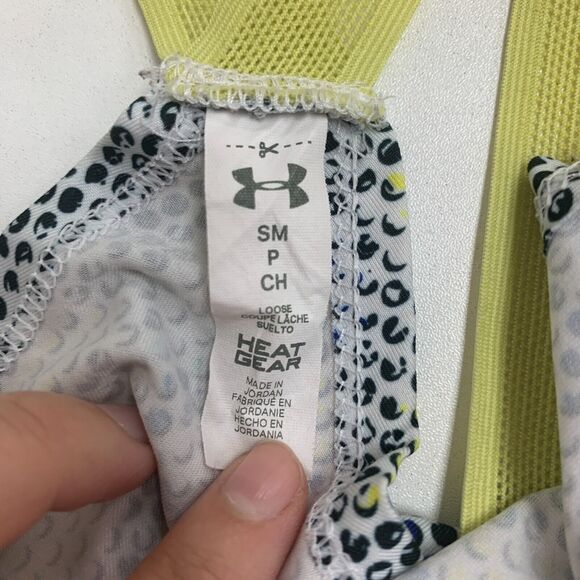 SM
P
CH
LOOSE
COUPE LÂCHE
SUELTO
HEAT
GEAR
MADE IN
JORDAN
FABRIQUÉ EN
JORDANIE
HECHO EN
JORDANIA